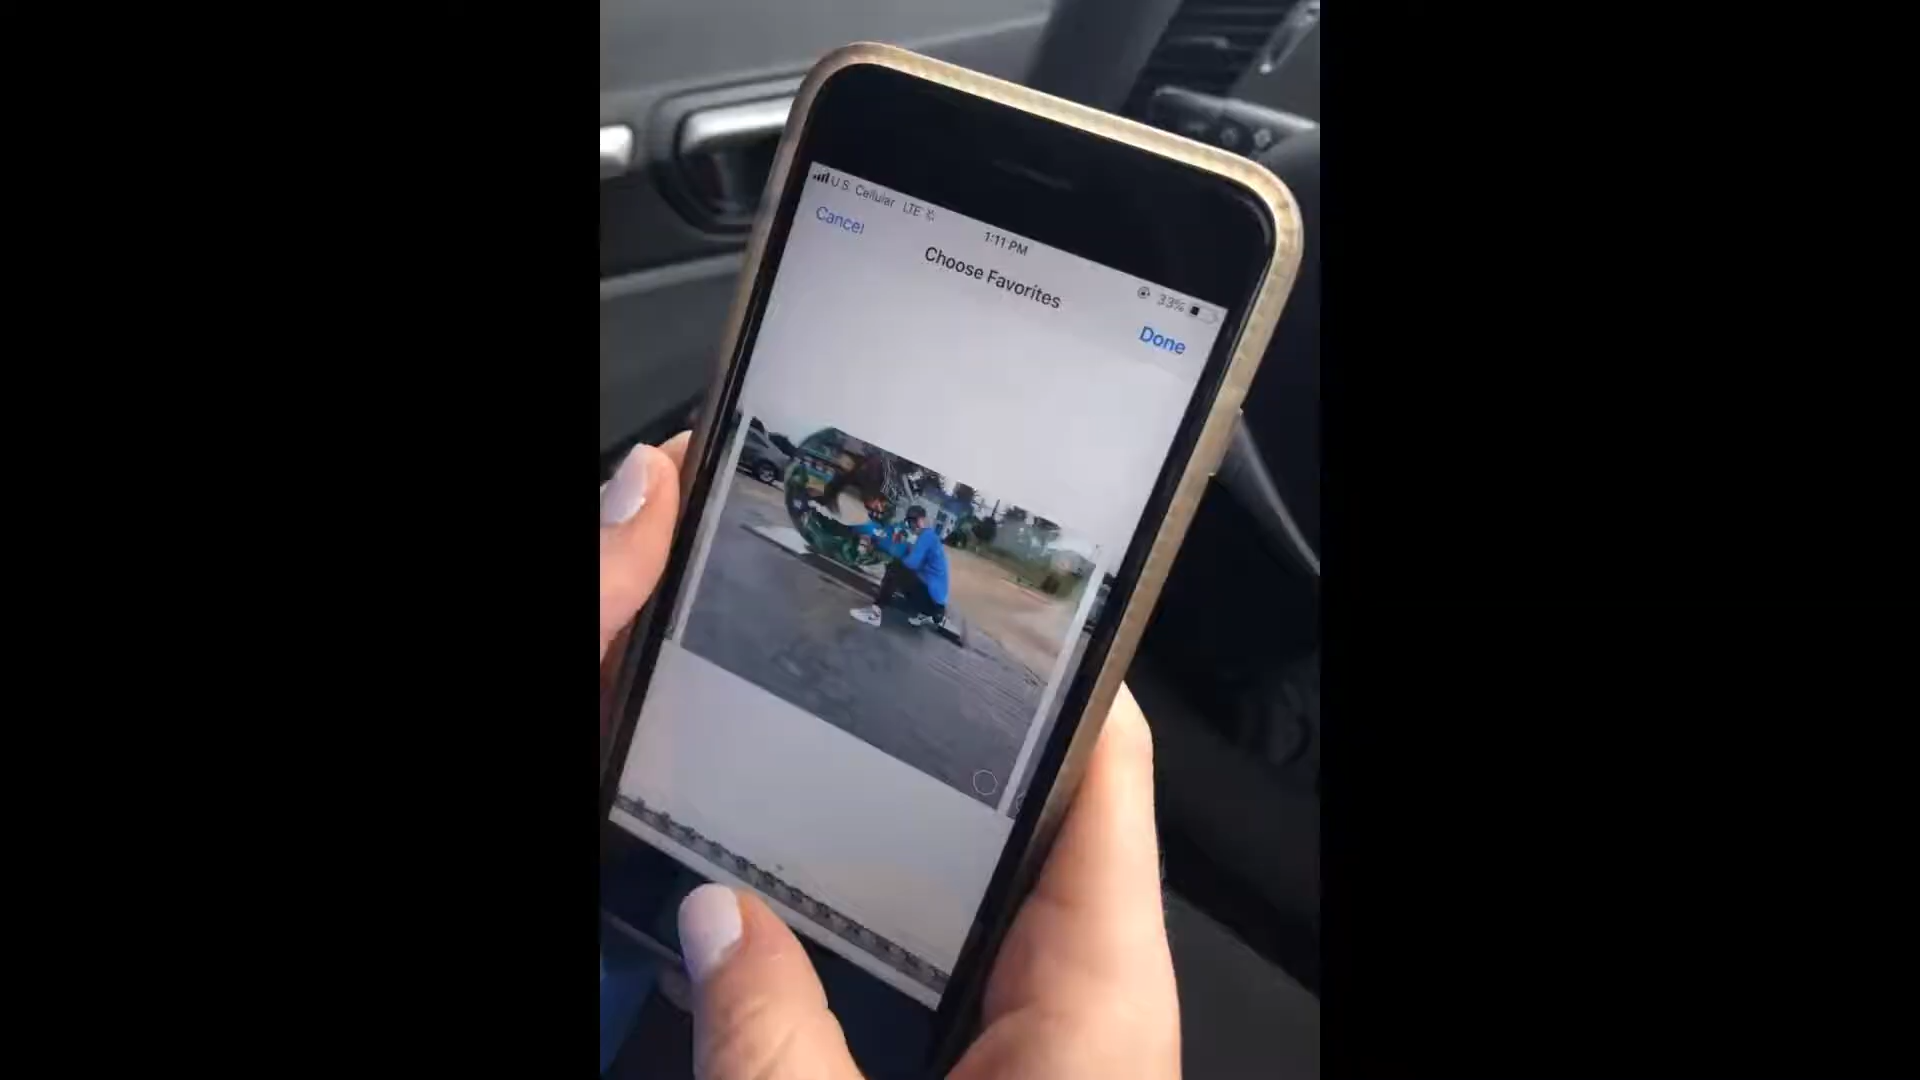 U.S. Cellular LTE
1:11 PM
33%
Cancel
Choose Favorites
Done